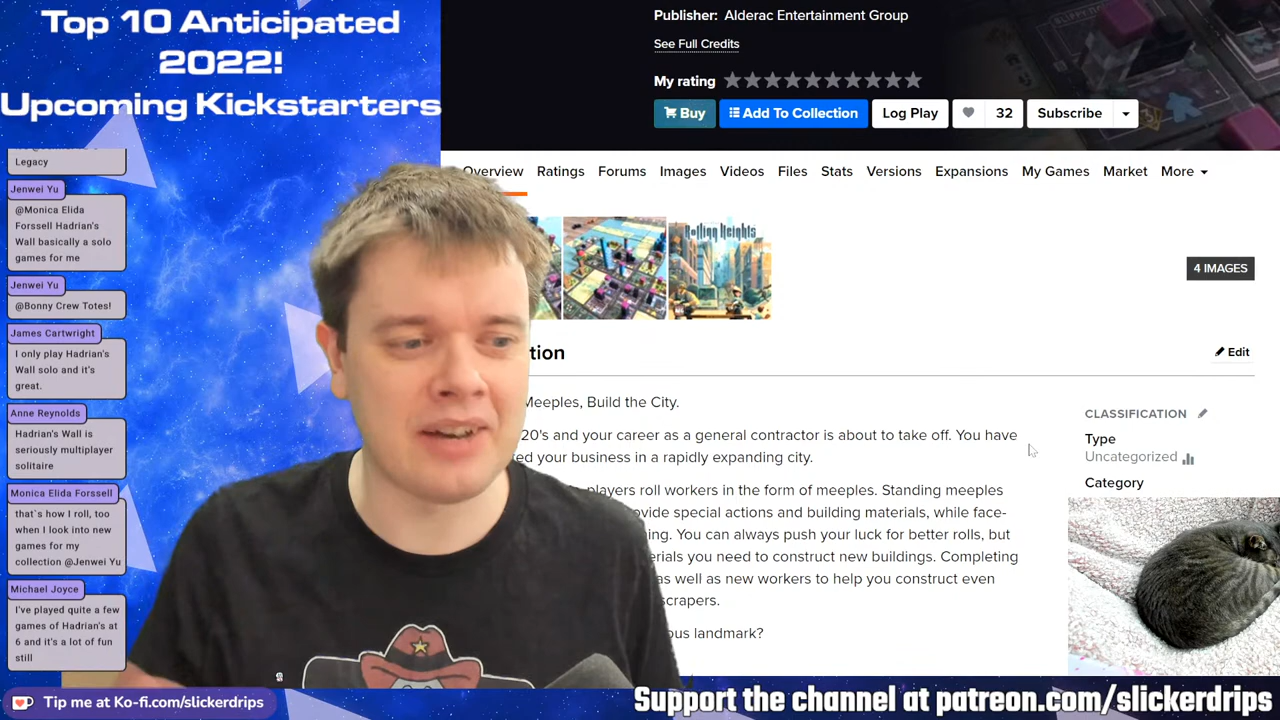 Top 10 Anticipated
2022!
Upcoming Kickstarters
Legacy
Jenwei Yu
@Monica Elida
Forssell Hadrian's
Wall basically a solo
games for me
Jenwei Yu
@Bonny Crew Totes!
James Cartwright
I only play Hadrian's
Wall solo and it's
great.
Anne Reynolds
Hadrian's Wall is
seriously multiplayer
solitaire
Monica Elida Forssell
that`s how I roll, too
when I look into new
games for my
collection @Jenwei Yu
Michael Joyce
I've played quite a few
games of Hadrian's at
6 and it's a lot of fun
still
Tip me at Ko-fi.com/slickerdrips
Publisher: Alderac Entertainment Group
See Full Credits
My rating
Buy Add To Collection Log Play 32 Subscribe
Overview Ratings Forums Images Videos Files Stats Versions Expansions My Games Market More
Rolling Heights
4 IMAGES
tion
Edit
Meeples, Build the City.
20's and your career as a general contractor is about to take off. You have
ed your business in a rapidly expanding city.
players roll workers in the form of meeples. Standing meeples
ovide special actions and building materials, while face-
ing. You can always push your luck for better rolls, but
erials you need to construct new buildings. Completing
as well as new workers to help you construct even
scrapers.
ous landmark?
CLASSIFICATION
Type
Uncategorized
Category
Support the channel at patreon.com/slickerdrips